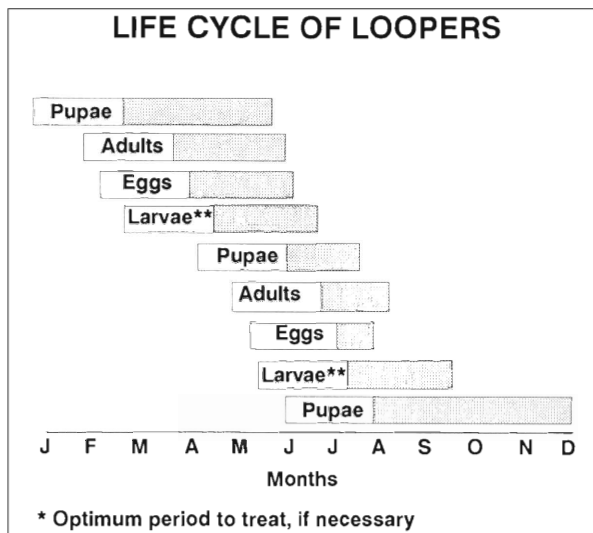 LIFE CYCLE OF LOOPERS
Pupae
Adults
Eggs
Larvae**
Pupae
Adults
Eggs
Larvae**
Pupae
J F M A M J J A S O N D
Months
* Optimum period to treat, if necessary